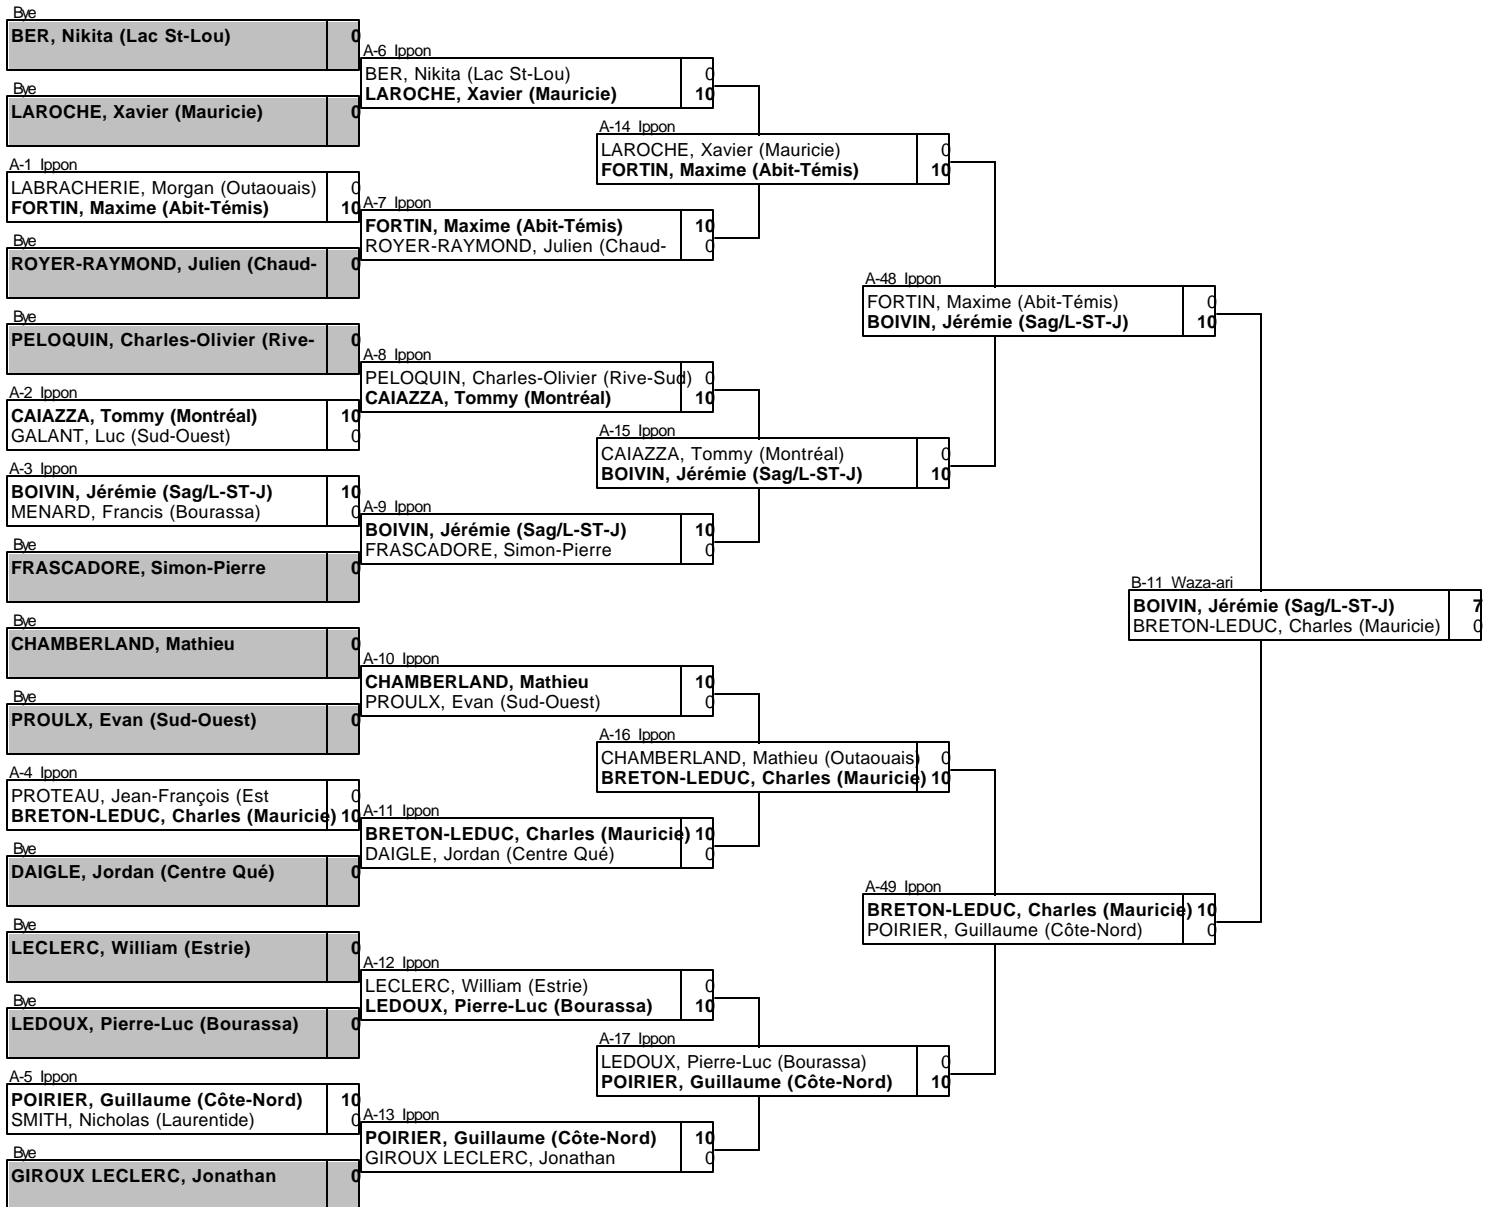 Bye
BER, Nikita (Lac St-Lou) 0
Bye
LAROCHE, Xavier (Mauricie) 0
A-1 Ippon
LABRACHERIE, Morgan (Outaouais) 0
FORTIN, Maxime (Abit-Témis) 10
Bye
ROYER-RAYMOND, Julien (Chaud- 0
Bye
PELOQUIN, Charles-Olivier (Rive- 0
A-2 Ippon
CAIAZZA, Tommy (Montréal) 10
GALANT, Luc (Sud-Ouest) 0
A-3 Ippon
BOIVIN, Jérémie (Sag/L-ST-J) 10
MENARD, Francis (Bourassa) 0
Bye
FRASCADORE, Simon-Pierre 0
Bye
CHAMBERLAND, Mathieu 0
Bye
PROULX, Evan (Sud-Ouest) 0
A-4 Ippon
PROTEAU, Jean-François (Est 0
BRETON-LEDUC, Charles (Mauricie) 10
Bye
DAIGLE, Jordan (Centre Qué) 0
Bye
LECLERC, William (Estrie) 0
Bye
LEDOUX, Pierre-Luc (Bourassa) 0
A-5 Ippon
POIRIER, Guillaume (Côte-Nord) 10
SMITH, Nicholas (Laurentide) 0
Bye
GIROUX LECLERC, Jonathan 0
A-6 Ippon
BER, Nikita (Lac St-Lou) 0
LAROCHE, Xavier (Mauricie) 10
A-7 Ippon
FORTIN, Maxime (Abit-Témis) 10
ROYER-RAYMOND, Julien (Chaud- 0
A-8 Ippon
PELOQUIN, Charles-Olivier (Rive-Sud) 0
CAIAZZA, Tommy (Montréal) 10
A-9 Ippon
BOIVIN, Jérémie (Sag/L-ST-J) 10
FRASCADORE, Simon-Pierre 0
A-10 Ippon
CHAMBERLAND, Mathieu 10
PROULX, Evan (Sud-Ouest) 0
A-11 Ippon
BRETON-LEDUC, Charles (Mauricie) 10
DAIGLE, Jordan (Centre Qué) 0
A-12 Ippon
LECLERC, William (Estrie) 0
LEDOUX, Pierre-Luc (Bourassa) 10
A-13 Ippon
POIRIER, Guillaume (Côte-Nord) 10
GIROUX LECLERC, Jonathan 0
A-14 Ippon
LAROCHE, Xavier (Mauricie) 0
FORTIN, Maxime (Abit-Témis) 10
A-15 Ippon
CAIAZZA, Tommy (Montréal) 0
BOIVIN, Jérémie (Sag/L-ST-J) 10
A-16 Ippon
CHAMBERLAND, Mathieu (Outaouais) 0
BRETON-LEDUC, Charles (Mauricie) 10
A-17 Ippon
LEDOUX, Pierre-Luc (Bourassa) 0
POIRIER, Guillaume (Côte-Nord) 10
A-48 Ippon
FORTIN, Maxime (Abit-Témis) 0
BOIVIN, Jérémie (Sag/L-ST-J) 10
A-49 Ippon
BRETON-LEDUC, Charles (Mauricie) 10
POIRIER, Guillaume (Côte-Nord) 0
B-11 Waza-ari
BOIVIN, Jérémie (Sag/L-ST-J) 7
BRETON-LEDUC, Charles (Mauricie) 0